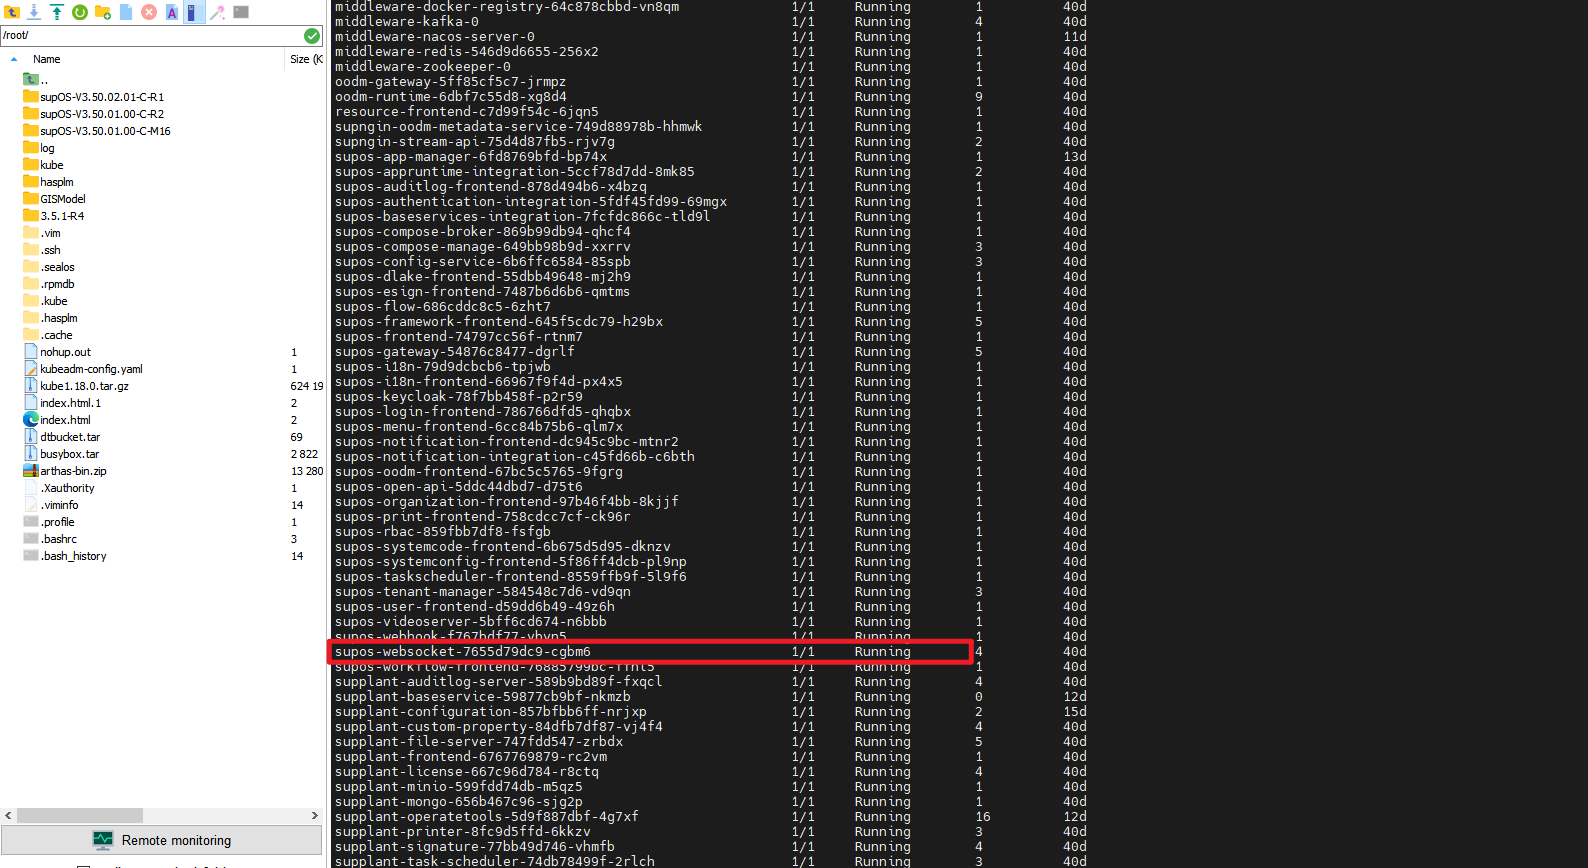 /root/
Name Size (K
..
supOS-V3.50.02.01-C-R1
supOS-V3.50.01.00-C-R2
supOS-V3.50.01.00-C-M16
log
kube
hasplm
GISModel
3.5.1-R4
.vim
.ssh
.sealos
.rpmdb
.kube
.hasplm
.cache
nohup.out 1
kubeadm-config.yaml 1
kube1.18.0.tar.gz 624 19
index.html.1 2
index.html 2
dtbucket.tar 69
busybox.tar 2 822
arthas-bin.zip 13 280
.Xauthority 1
.viminfo 14
.profile 1
.bashrc 3
.bash_history 14
Remote monitoring
middleware-docker-registry-64c878cbbd-vn8qm 1/1 Running 1 40d
middleware-kafka-0 1/1 Running 4 40d
middleware-nacos-server-0 1/1 Running 1 11d
middleware-redis-546d9d6655-256x2 1/1 Running 1 40d
middleware-zookeeper-0 1/1 Running 1 40d
oodm-gateway-5ff85cf5c7-jrmpz 1/1 Running 1 40d
oodm-runtime-6dbf7c55d8-xg8d4 1/1 Running 9 40d
resource-frontend-c7d99f54c-6jqn5 1/1 Running 1 40d
supngin-oodm-metadata-service-749d88978b-hhmwk 1/1 Running 1 40d
supngin-stream-api-75d4d87fb5-rjv7g 1/1 Running 2 40d
supos-app-manager-6fd8769bfd-bp74x 1/1 Running 1 13d
supos-appruntime-integration-5ccf78d7dd-8mk85 1/1 Running 2 40d
supos-auditlog-frontend-878d494b6-x4bzq 1/1 Running 1 40d
supos-authentication-integration-5fdf45fd99-69mgx 1/1 Running 1 40d
supos-baseservices-integration-7fcfdc866c-tld9l 1/1 Running 1 40d
supos-compose-broker-869b99db94-qhcf4 1/1 Running 1 40d
supos-compose-manage-649bb98b9d-xxrrv 1/1 Running 3 40d
supos-config-service-6b6ffc6584-85spb 1/1 Running 3 40d
supos-dlake-frontend-55dbb49648-mj2h9 1/1 Running 1 40d
supos-esign-frontend-7487b6d6b6-qmtms 1/1 Running 1 40d
supos-flow-686cddc8c5-6zht7 1/1 Running 1 40d
supos-framework-frontend-645f5cdc79-h29bx 1/1 Running 5 40d
supos-frontend-74797cc56f-rtnm7 1/1 Running 1 40d
supos-gateway-54876c8477-dgrlf 1/1 Running 5 40d
supos-i18n-79d9dcbcb6-tpjwb 1/1 Running 1 40d
supos-i18n-frontend-66967f9f4d-px4x5 1/1 Running 1 40d
supos-keycloak-78f7bb458f-p2r59 1/1 Running 1 40d
supos-login-frontend-786766dfd5-qhqbx 1/1 Running 1 40d
supos-menu-frontend-6cc84b75b6-qlm7x 1/1 Running 1 40d
supos-notification-frontend-dc945c9bc-mtnr2 1/1 Running 1 40d
supos-notification-integration-c45fd66b-c6bth 1/1 Running 1 40d
supos-oodm-frontend-67bc5c5765-9fgrg 1/1 Running 1 40d
supos-open-api-5ddc44dbd7-d75t6 1/1 Running 1 40d
supos-organization-frontend-97b46f4bb-8kjjf 1/1 Running 1 40d
supos-print-frontend-758cdcc7cf-ck96r 1/1 Running 1 40d
supos-rbac-859fbb7df8-fsfgb 1/1 Running 1 40d
supos-systemcode-frontend-6b675d5d95-dknzv 1/1 Running 1 40d
supos-systemconfig-frontend-5f86ff4dcb-pl9np 1/1 Running 1 40d
supos-taskscheduler-frontend-8559ffb9f-5l9f6 1/1 Running 1 40d
supos-tenant-manager-584548c7d6-vd9qn 1/1 Running 3 40d
supos-user-frontend-d59dd6b49-49z6h 1/1 Running 1 40d
supos-videoserver-5bff6cd674-n6bbb 1/1 Running 1 40d
supos-webhook-f767bdf77-vbvn5 1/1 Running 1 40d
supos-websocket-7655d79dc9-cgbm6 1/1 Running 4 40d
supos-workflow-frontend-76885799bc-ffnl5 1/1 Running 1 40d
supplant-auditlog-server-589b9bd89f-fxqcl 1/1 Running 4 40d
supplant-baseservice-59877cb9bf-nkmzb 1/1 Running 0 12d
supplant-configuration-857bfbb6ff-nrjxp 1/1 Running 2 15d
supplant-custom-property-84dfb7df87-vj4f4 1/1 Running 4 40d
supplant-file-server-747fdd547-zrbdx 1/1 Running 5 40d
supplant-frontend-6767769879-rc2vm 1/1 Running 1 40d
supplant-license-667c96d784-r8ctq 1/1 Running 4 40d
supplant-minio-599fdd74db-m5qz5 1/1 Running 1 40d
supplant-mongo-656b467c96-sjg2p 1/1 Running 1 40d
supplant-operatetools-5d9f887dbf-4g7xf 1/1 Running 16 12d
supplant-printer-8fc9d5ffd-6kkzv 1/1 Running 3 40d
supplant-signature-77bb49d746-vhmfb 1/1 Running 4 40d
supplant-task-scheduler-74db78499f-2rlch 1/1 Running 3 40d